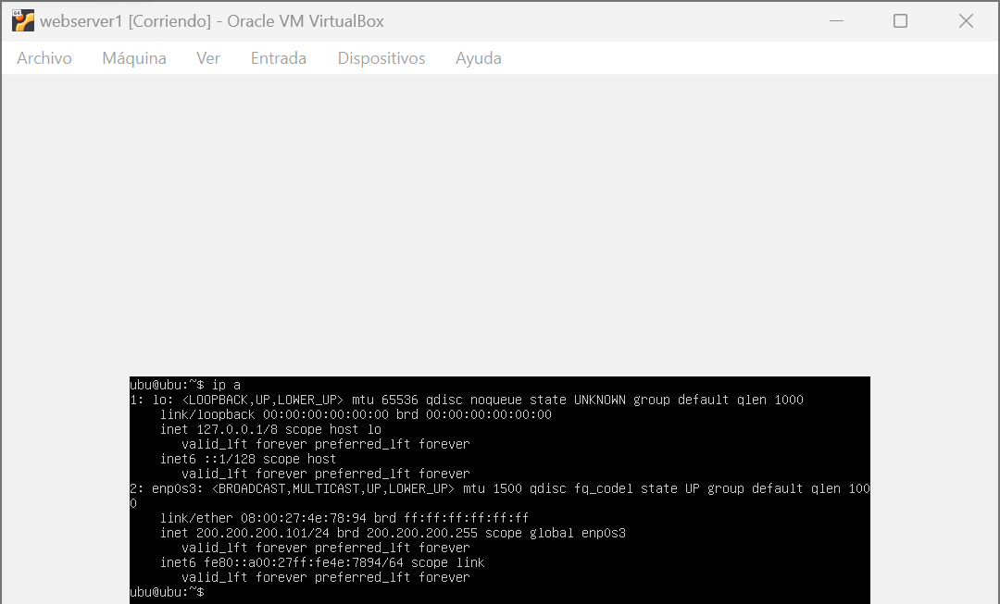 64
webserver1 [Corriendo] - Oracle VM VirtualBox
Archivo Máquina Ver Entrada Dispositivos Ayuda
ubu@ubu:~$ ip a
1: lo: <LOOPBACK,UP,LOWER_UP> mtu 65536 qdisc noqueue state UNKNOWN group default qlen 1000
    link/loopback 00:00:00:00:00:00 brd 00:00:00:00:00:00
    inet 127.0.0.1/8 scope host lo
       valid_lft forever preferred_lft forever
    inet6 ::1/128 scope host
       valid_lft forever preferred_lft forever
2: enp0s3: <BROADCAST,MULTICAST,UP,LOWER_UP> mtu 1500 qdisc fq_codel state UP group default qlen 100
0
    link/ether 08:00:27:4e:78:94 brd ff:ff:ff:ff:ff:ff
    inet 200.200.200.101/24 brd 200.200.200.255 scope global enp0s3
       valid_lft forever preferred_lft forever
    inet6 fe80::a00:27ff:fe4e:7894/64 scope link
       valid_lft forever preferred_lft forever
ubu@ubu:~$